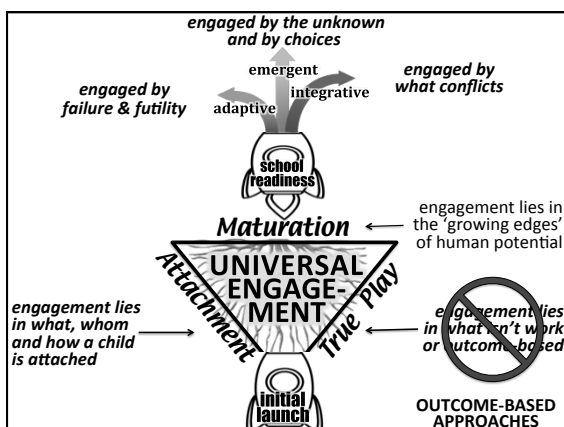 engaged by the unknown
and by choices
emergent
engaged by
failure & futility
adaptive
integrative
engaged by
what conflicts
school
readiness
Maturation
engagement lies in
the ‘growing edges’
of human potential
UNIVERSAL
ENGAGE-
MENT
Attachment
True Play
engagement lies
in what, whom
and how a child
is attached
engagement lies
in what isn’t work
or outcome-based
initial
launch
OUTCOME-BASED
APPROACHES